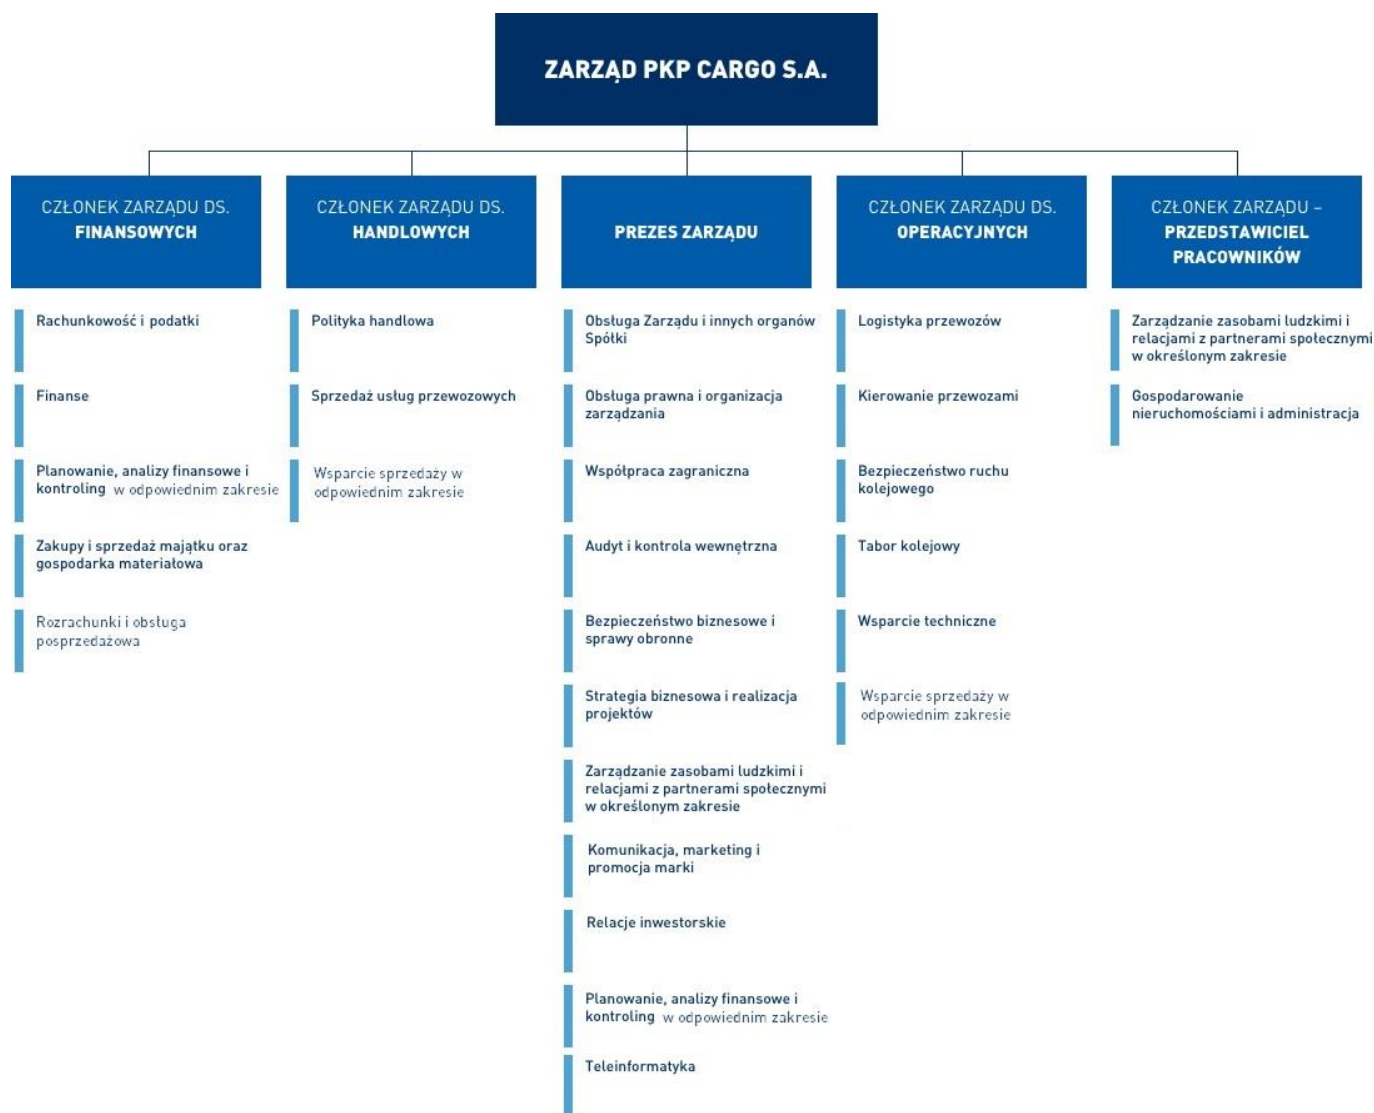 ZARZĄD PKP CARGO S.A.
CZŁONEK ZARZĄDU DS.
FINANSOWYCH
Rachunkowość i podatki
Finanse
Planowanie, analizy finansowe i
kontroling w odpowiednim zakresie
Zakupy i sprzedaż majątku oraz
gospodarka materiałowa
Rozrachunki i obsługa
posprzedażowa
CZŁONEK ZARZĄDU DS.
HANDLOWYCH
Polityka handlowa
Sprzedaż usług przewozowych
Wsparcie sprzedaży w
odpowiednim zakresie
PREZES ZARZĄDU
Obsługa Zarządu i innych organów
Spółki
Obsługa prawna i organizacja
zarządzania
Współpraca zagraniczna
Audyt i kontrola wewnętrzna
Bezpieczeństwo biznesowe i
sprawy obronne
Strategia biznesowa i realizacja
projektów
Zarządzanie zasobami ludzkimi i
relacjami z partnerami społecznymi
w określonym zakresie
Komunikacja, marketing i
promocja marki
Relacje inwestorskie
Planowanie, analizy finansowe i
kontroling w odpowiednim zakresie
Teleinformatyka
CZŁONEK ZARZĄDU DS.
OPERACYJNYCH
Logistyka przewozów
Kierowanie przewozami
Bezpieczeństwo ruchu
kolejowego
Tabor kolejowy
Wsparcie techniczne
Wsparcie sprzedaży w
odpowiednim zakresie
CZŁONEK ZARZĄDU –
PRZEDSTAWICIEL
PRACOWNIKÓW
Zarządzanie zasobami ludzkimi i
relacjami z partnerami społecznymi
w określonym zakresie
Gospodarowanie
nieruchomościami i administracja